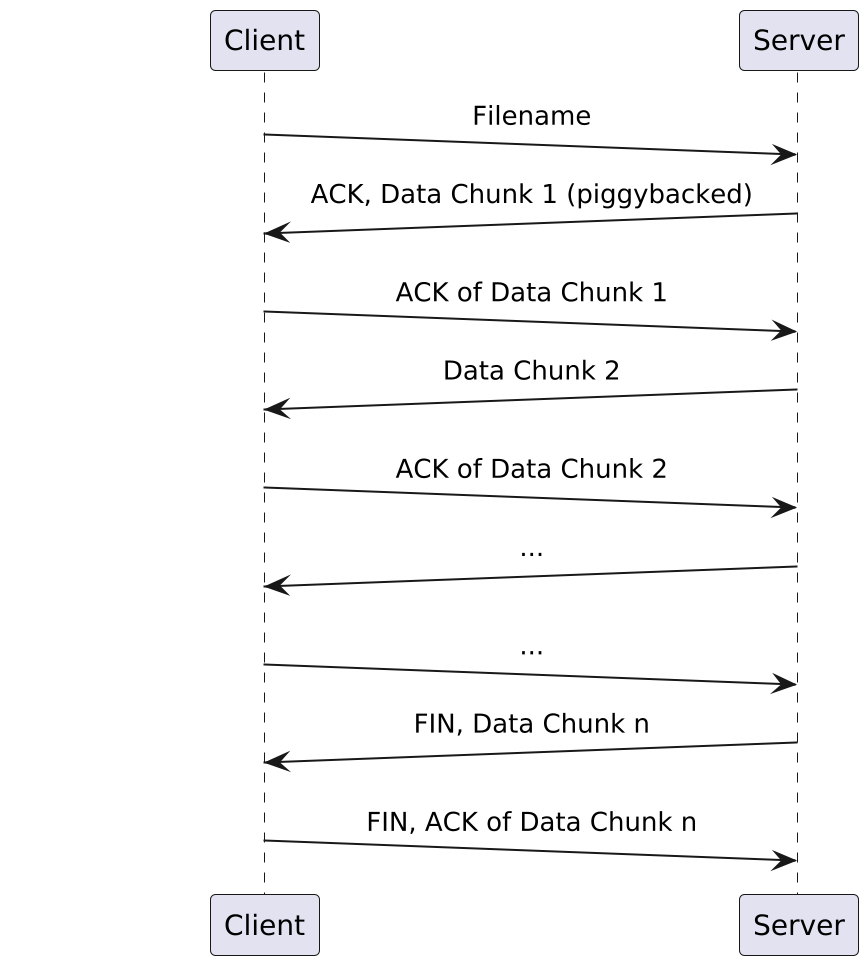 Client
Server
Filename
ACK, Data Chunk 1 (piggybacked)
ACK of Data Chunk 1
Data Chunk 2
ACK of Data Chunk 2
...
...
FIN, Data Chunk n
FIN, ACK of Data Chunk n
Client
Server